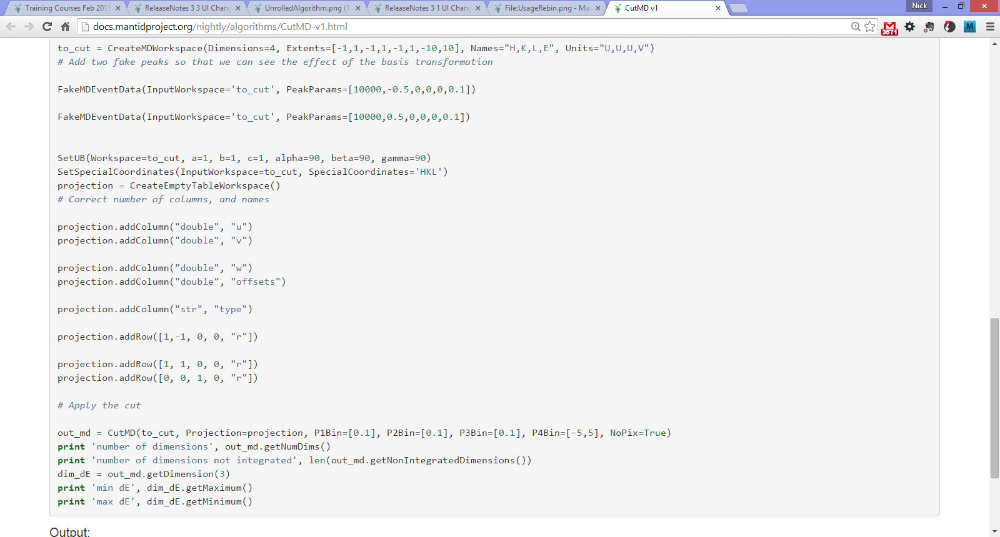 Training Courses Feb 2015
ReleaseNotes 3 3 UI Chang
UnrolledAlgorithm.png (1
ReleaseNotes 3 1 UI Chang
File:UsageRebin.png - Ma
CutMD v1
Nick
docs.mantidproject.org/nightly/algorithms/CutMD-v1.html
3571
M
to_cut = CreateMDWorkspace(Dimensions=4, Extents=[-1,1,-1,1,-1,1,-10,10], Names="H,K,L,E", Units="U,U,U,V")
# Add two fake peaks so that we can see the effect of the basis transformation
FakeMDEventData(InputWorkspace='to_cut', PeakParams=[10000,-0.5,0,0,0,0.1])
FakeMDEventData(InputWorkspace='to_cut', PeakParams=[10000,0.5,0,0,0,0.1])
SetUB(Workspace=to_cut, a=1, b=1, c=1, alpha=90, beta=90, gamma=90)
SetSpecialCoordinates(InputWorkspace=to_cut, SpecialCoordinates='HKL')
projection = CreateEmptyTableWorkspace()
# Correct number of columns, and names
projection.addColumn("double", "u")
projection.addColumn("double", "v")
projection.addColumn("double", "w")
projection.addColumn("double", "offsets")
projection.addColumn("str", "type")
projection.addRow([1,-1, 0, 0, "r"])
projection.addRow([1, 1, 0, 0, "r"])
projection.addRow([0, 0, 1, 0, "r"])
# Apply the cut
out_md = CutMD(to_cut, Projection=projection, P1Bin=[0.1], P2Bin=[0.1], P3Bin=[0.1], P4Bin=[-5,5], NoPix=True)
print 'number of dimensions', out_md.getNumDims()
print 'number of dimensions not integrated', len(out_md.getNonIntegratedDimensions())
dim_dE = out_md.getDimension(3)
print 'min dE', dim_dE.getMaximum()
print 'max dE', dim_dE.getMinimum()
Output: